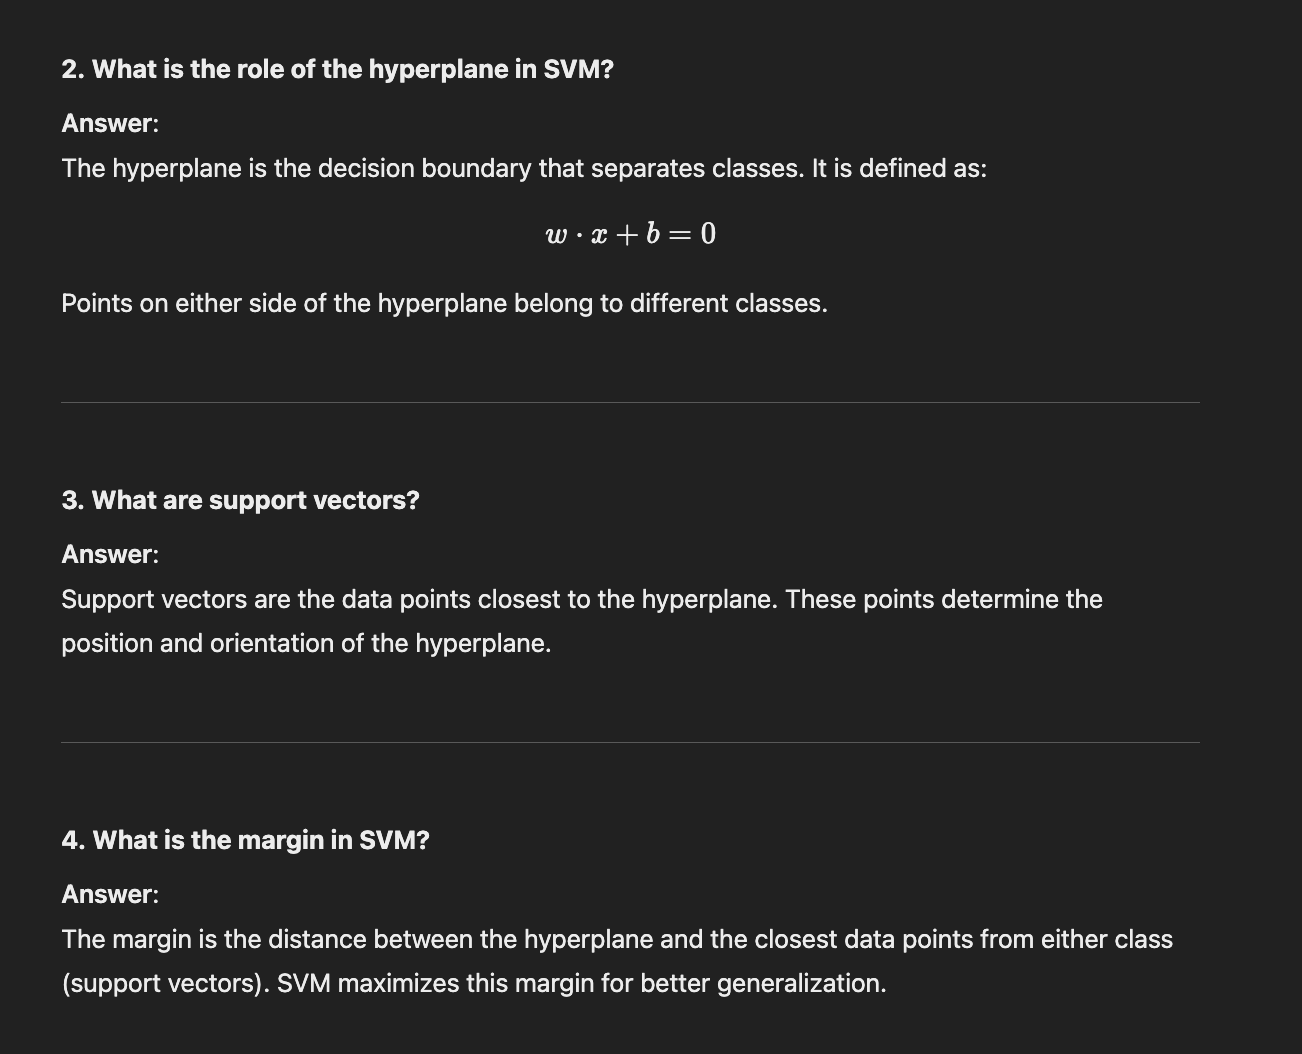 2. What is the role of the hyperplane in SVM?
Answer:
The hyperplane is the decision boundary that separates classes. It is defined as:
w · x + b = 0
Points on either side of the hyperplane belong to different classes.
3. What are support vectors?
Answer:
Support vectors are the data points closest to the hyperplane. These points determine the
position and orientation of the hyperplane.
4. What is the margin in SVM?
Answer:
The margin is the distance between the hyperplane and the closest data points from either class
(support vectors). SVM maximizes this margin for better generalization.